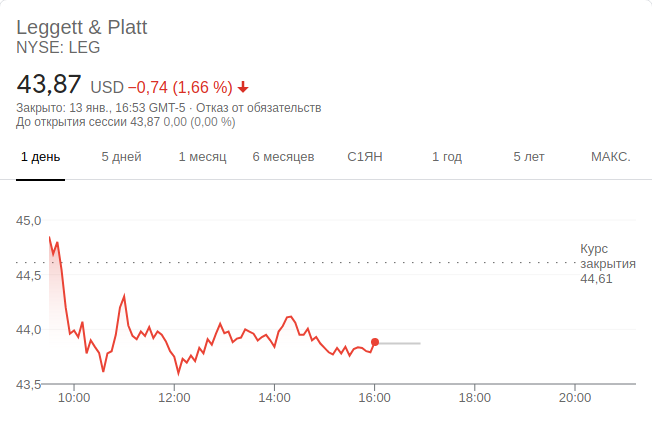 Leggett & Platt
NYSE: LEG
43,87 USD −0,74 (1,66 %)
Закрыто: 13 янв., 16:53 GMT-5 · Отказ от обязательств
До открытия сессии 43,87 0,00 (0,00 %)
1 день 5 дней 1 месяц 6 месяцев С1ЯН 1 год 5 лет МАКС.
45,0
Курс
закрытия
44,61
44,5
44,0
43,5
10:00 12:00 14:00 16:00 18:00 20:00